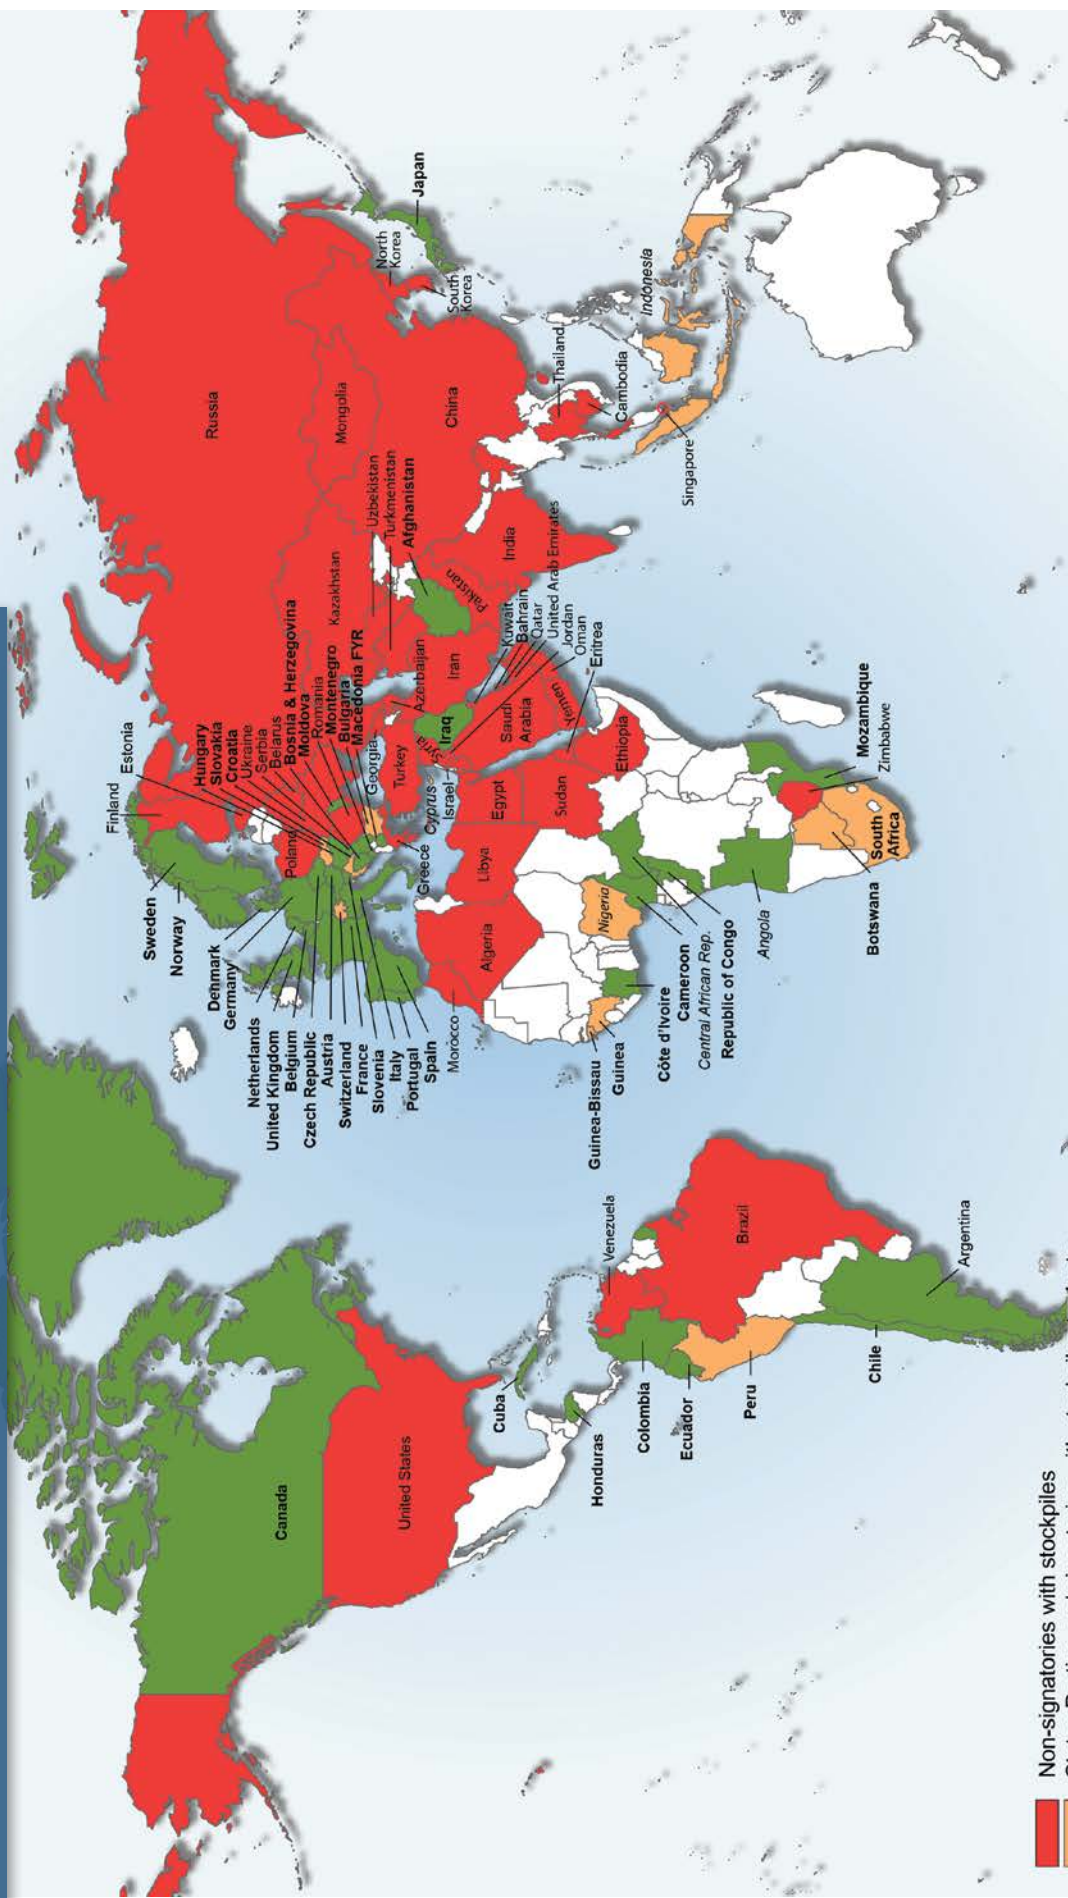 Canada
United States
Cuba
Honduras
Colombia
Ecuador
Peru
Chile
Venezuela
Brazil
Argentina
Sweden
Norway
Denmark
Germany
Netherlands
United Kingdom
Belgium
Czech Republic
Austria
Switzerland
France
Slovenia
Italy
Portugal
Spain
Morocco
Guinea-Bissau
Guinea
Côte d'Ivoire
Cameroon
Central African Rep.
Republic of Congo
Angola
Botswana
South
Africa
Finland
Estonia
Hungary
Slovakia
Croatia
Ukraine
Serbia
Belarus
Bosnia & Herzegovina
Moldova
Romania
Montenegro
Bulgaria
Macedonia FYR
Poland
Georgia
Turkey
Azerbaijan
Syria
Cyprus
Israel
Greece
Iraq
Iran
Algeria
Libya
Egypt
Sudan
Nigeria
Ethiopia
Saudi
Arabia
Yemen
Kuwait
Bahrain
Qatar
United Arab Emirates
Jordan
Oman
Eritrea
Mozambique
Zimbabwe
Russia
Kazakhstan
Mongolia
China
Uzbekistan
Turkmenistan
Afghanistan
Pakistan
India
North
Korea
South
Korea
Japan
Thailand
Cambodia
Singapore
Indonesia
Non-signatories with stockpiles